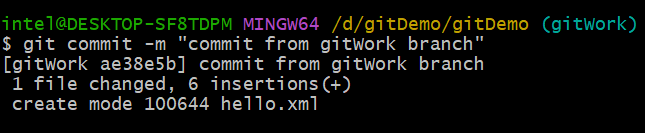 intel@DESKTOP-SF8TDPM MINGW64 /d/gitDemo/gitDemo (gitWork)
$ git commit -m "commit from gitWork branch"
[gitWork ae38e5b] commit from gitWork branch
 1 file changed, 6 insertions(+)
 create mode 100644 hello.xml